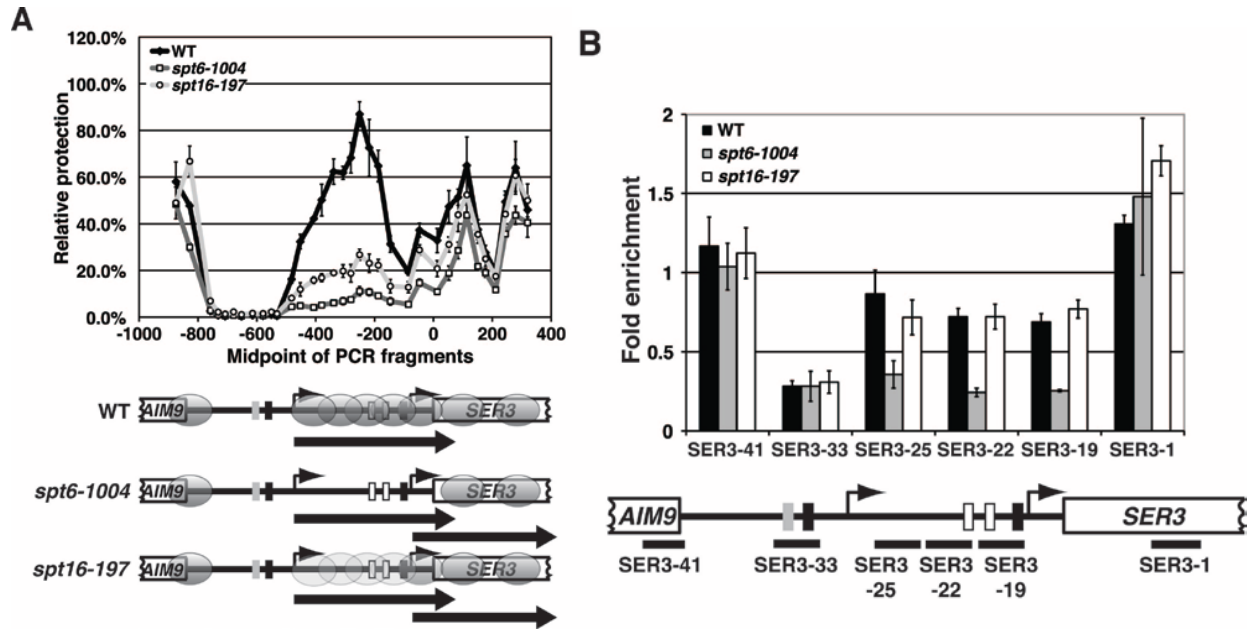 A
120.0%
100.0%
80.0%
60.0%
40.0%
20.0%
0.0%
Relative protection
WT
spt6-1004
spt16-197
-1000 -800 -600 -400 -200 0 200 400
Midpoint of PCR fragments
WT AIM9 SER3
spt6-1004 AIM9 SER3
spt16-197 AIM9 SER3
B
2
1.5
1
0.5
0
Fold enrichment
WT
spt6-1004
spt16-197
SER3-41 SER3-33 SER3-25 SER3-22 SER3-19 SER3-1
AIM9 SER3
SER3-41 SER3-33 SER3 SER3 SER3 SER3-1
-25 -22 -19